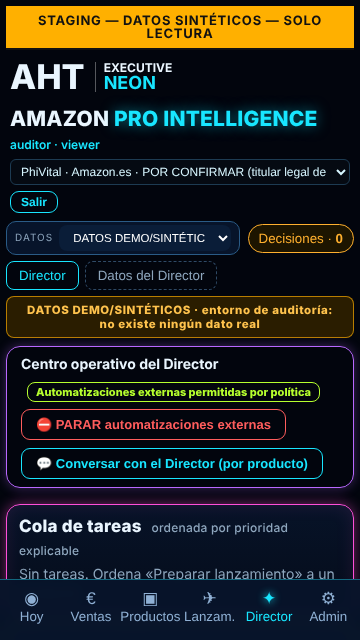 STAGING — DATOS SINTÉTICOS — SOLO
LECTURA
AHT
EXECUTIVE
NEON
AMAZON PRO INTELLIGENCE
auditor · viewer
PhiVital · Amazon.es · POR CONFIRMAR (titular legal de
Salir
DATOS
DATOS DEMO/SINTÉTIC
Decisiones · 0
Director
Datos del Director
DATOS DEMO/SINTÉTICOS · entorno de auditoría:
no existe ningún dato real
Centro operativo del Director
Automatizaciones externas permitidas por política
⛔ PARAR automatizaciones externas
💬 Conversar con el Director (por producto)
Cola de tareas ordenada por prioridad
explicable
Sin tareas. Ordena «Preparar lanzamiento» a un
Hoy
€
Ventas
Productos
Lanzam.
Director
Admin